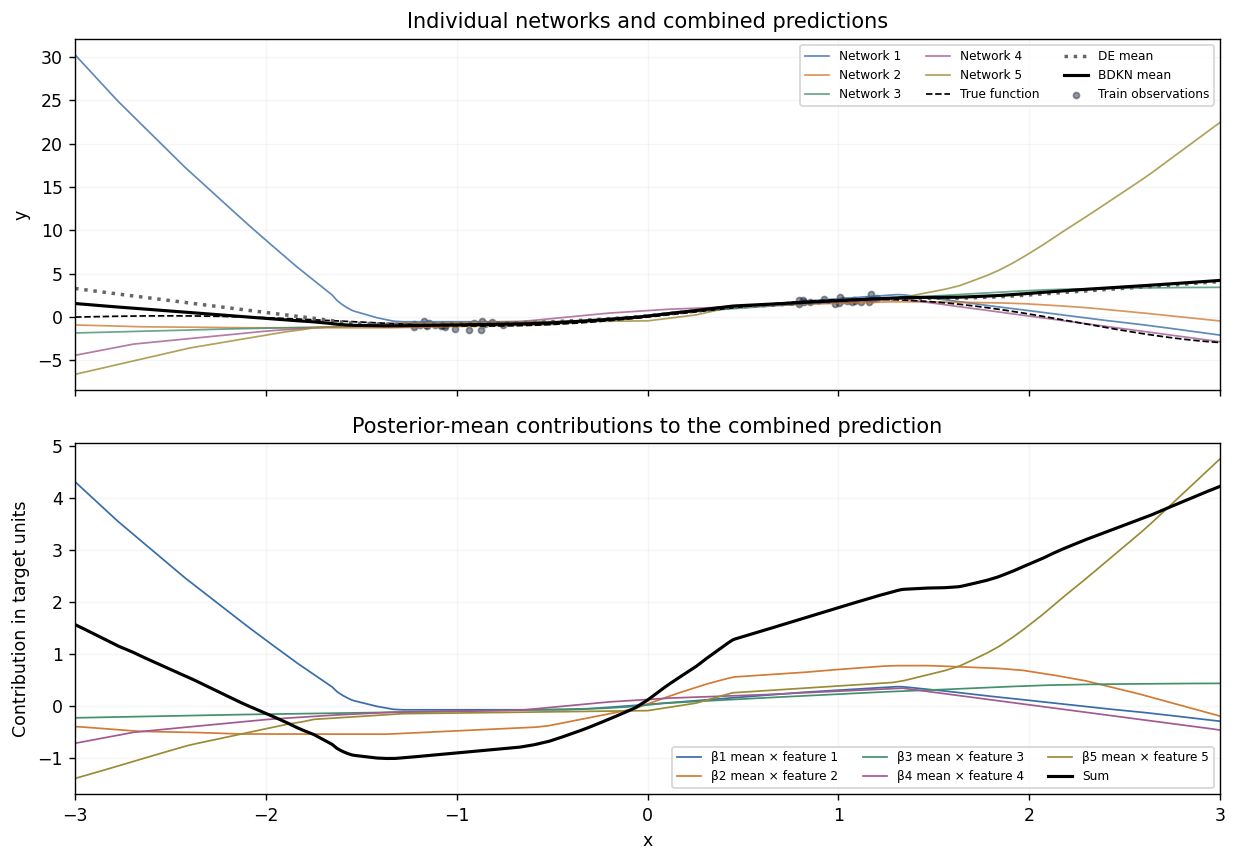 Individual networks and combined predictions
30
25
20
15
10
5
0
−5
y
Network 1
Network 2
Network 3
Network 4
Network 5
True function
DE mean
BDKN mean
Train observations
Posterior-mean contributions to the combined prediction
5
4
3
2
1
0
−1
Contribution in target units
β1 mean × feature 1
β2 mean × feature 2
β3 mean × feature 3
β4 mean × feature 4
β5 mean × feature 5
Sum
−3
−2
−1
0
1
2
3
x